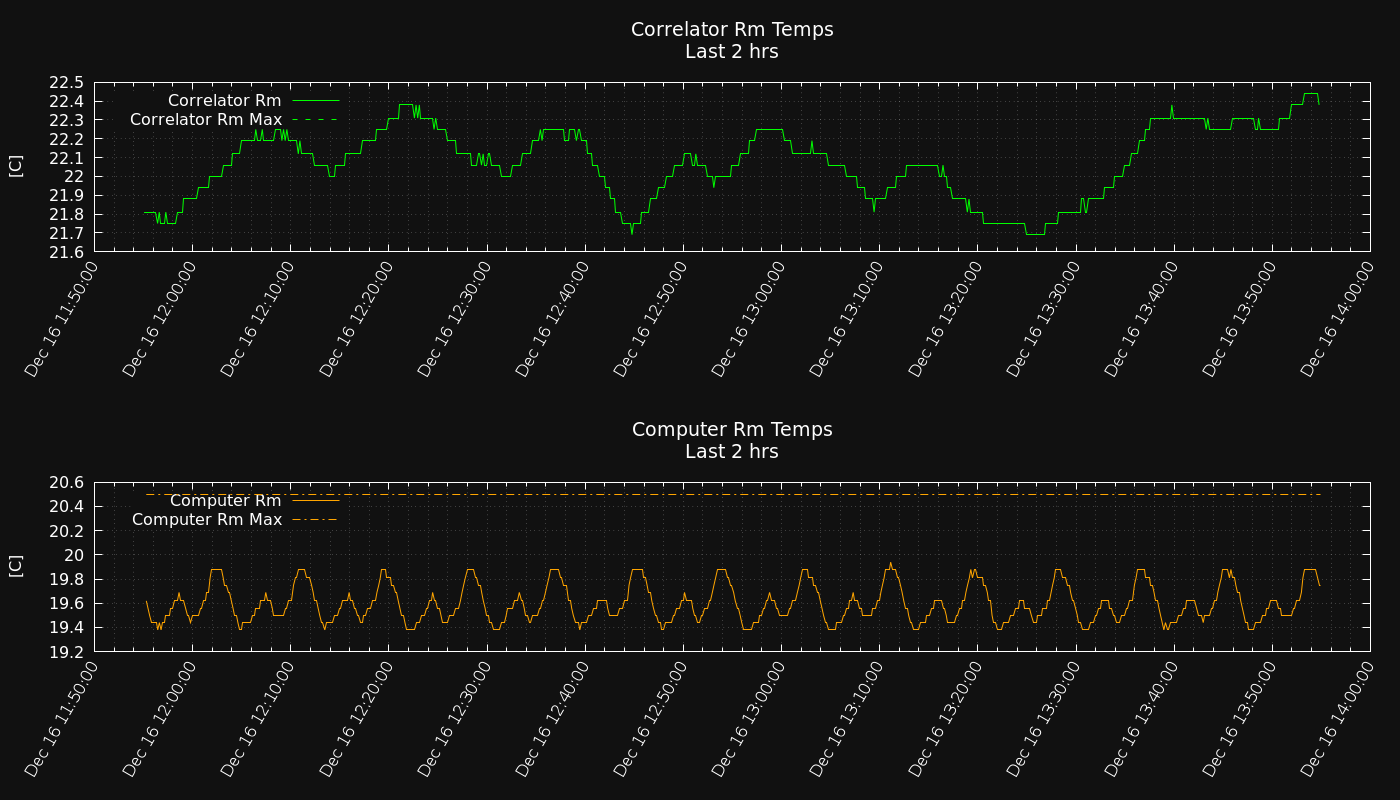 Correlator Rm Temps
Last 2 hrs
22.5
22.4
22.3
22.2
22.1
22
21.9
21.8
21.7
21.6
[C]
Correlator Rm
Correlator Rm Max
Dec 16 11:50:00
Dec 16 12:00:00
Dec 16 12:10:00
Dec 16 12:20:00
Dec 16 12:30:00
Dec 16 12:40:00
Dec 16 12:50:00
Dec 16 13:00:00
Dec 16 13:10:00
Dec 16 13:20:00
Dec 16 13:30:00
Dec 16 13:40:00
Dec 16 13:50:00
Dec 16 14:00:00
Computer Rm Temps
Last 2 hrs
20.6
20.4
20.2
20
19.8
19.6
19.4
19.2
[C]
Computer Rm
Computer Rm Max
Dec 16 11:50:00
Dec 16 12:00:00
Dec 16 12:10:00
Dec 16 12:20:00
Dec 16 12:30:00
Dec 16 12:40:00
Dec 16 12:50:00
Dec 16 13:00:00
Dec 16 13:10:00
Dec 16 13:20:00
Dec 16 13:30:00
Dec 16 13:40:00
Dec 16 13:50:00
Dec 16 14:00:00